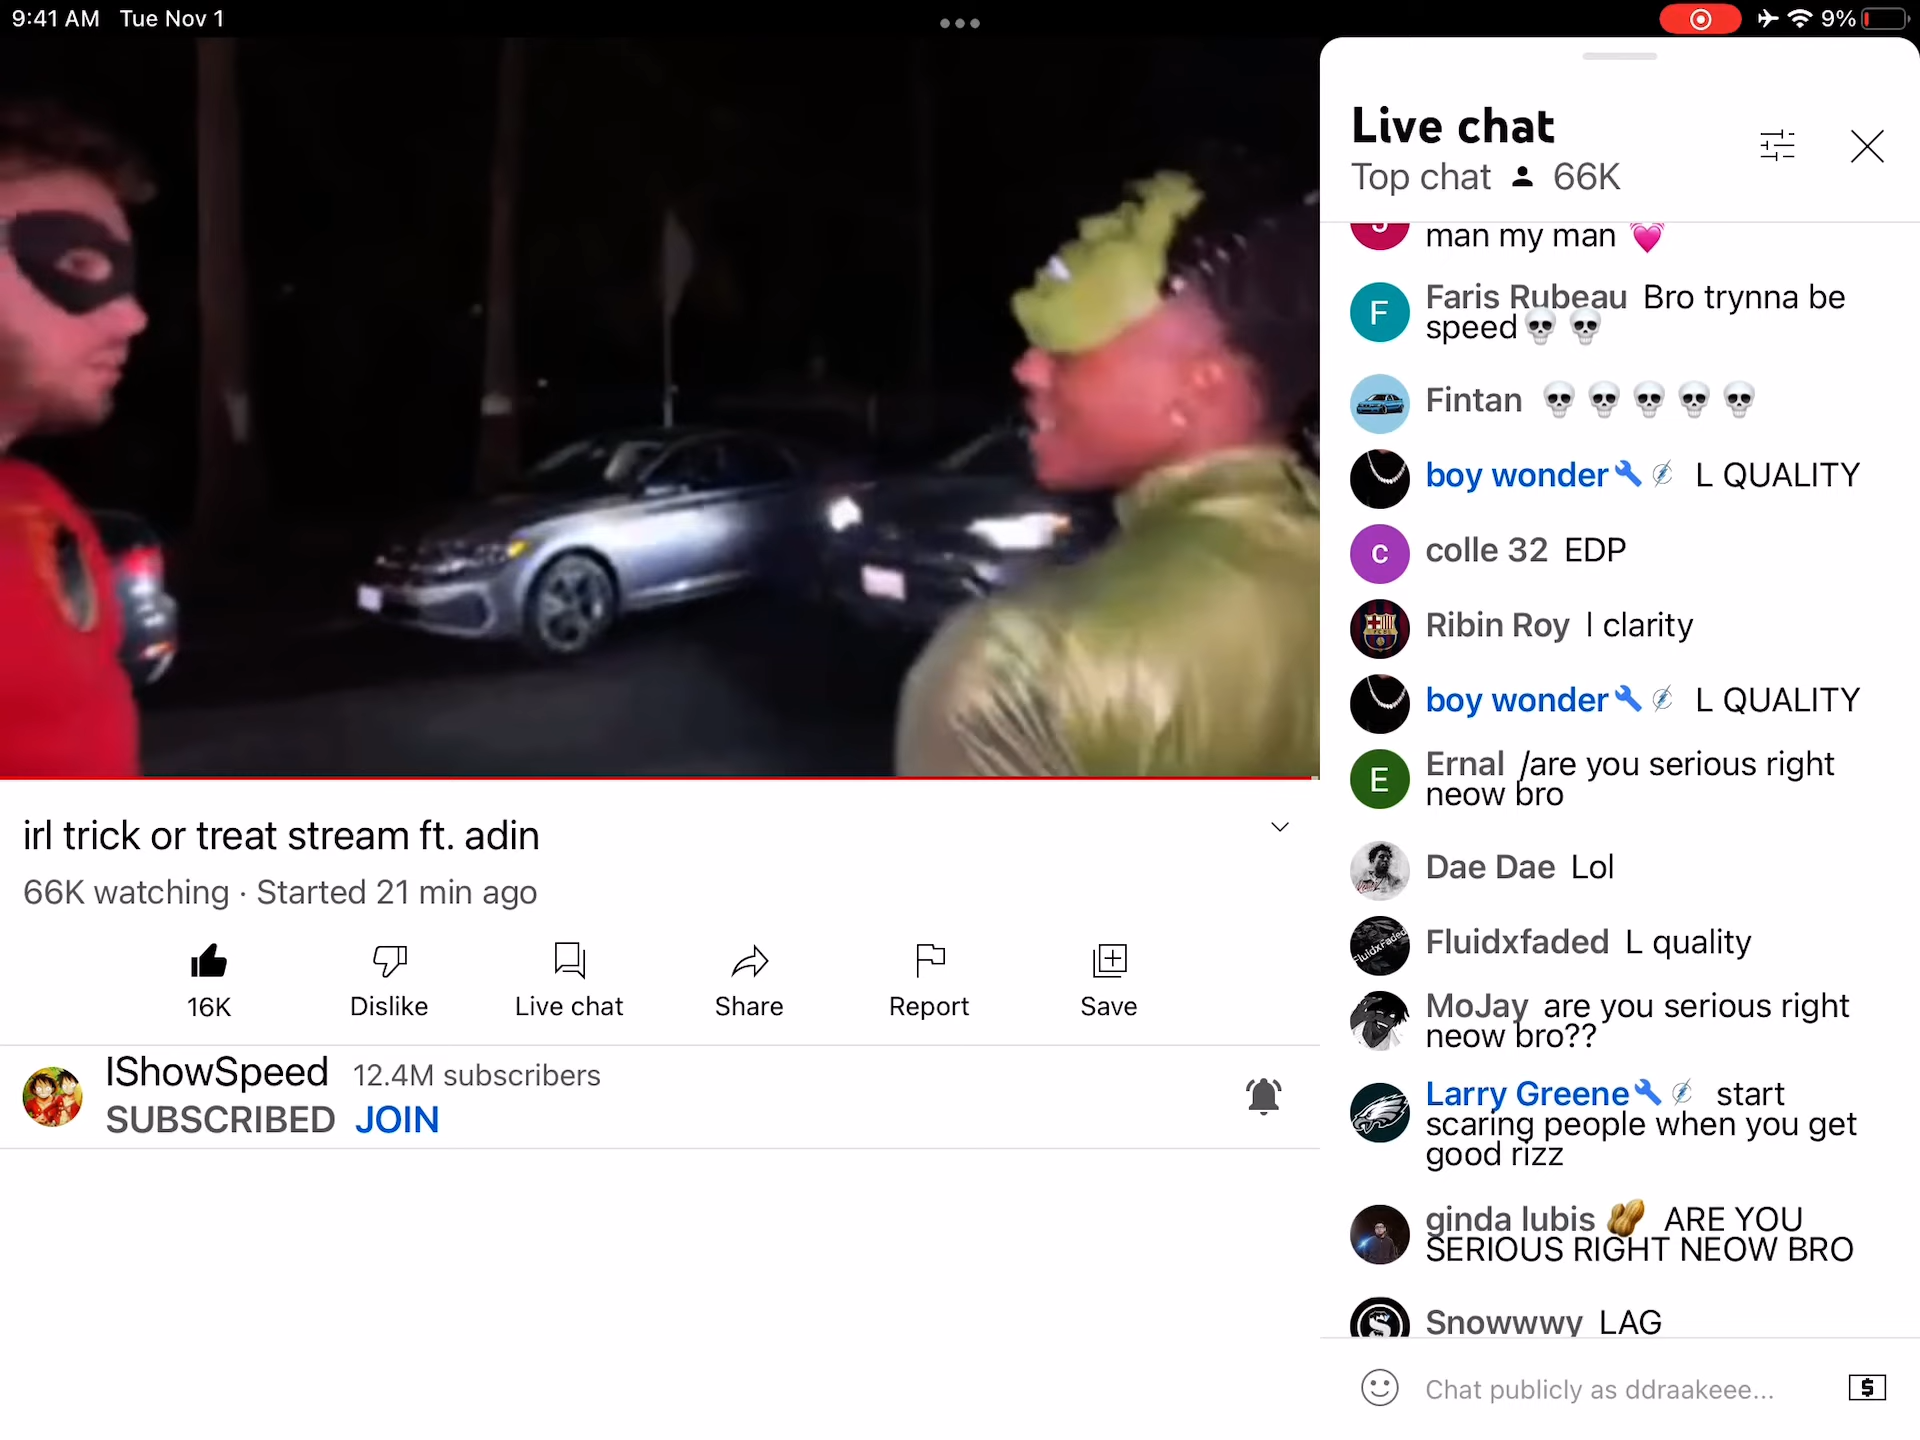 9:41 AM Tue Nov 1
9%
Live chat
Top chat 66K
man my man
Faris Rubeau Bro trynna be
speed
Fintan
boy wonder L QUALITY
colle 32 EDP
Ribin Roy l clarity
boy wonder L QUALITY
Ernal /are you serious right
neow bro
Dae Dae Lol
Fluidxfaded L quality
MoJay are you serious right
neow bro??
Larry Greene start
scaring people when you get
good rizz
ginda lubis ARE YOU
SERIOUS RIGHT NEOW BRO
Snowwwy LAG
Chat publicly as ddraakeee...
irl trick or treat stream ft. adin
66K watching · Started 21 min ago
16K
Dislike
Live chat
Share
Report
Save
IShowSpeed 12.4M subscribers
SUBSCRIBED JOIN